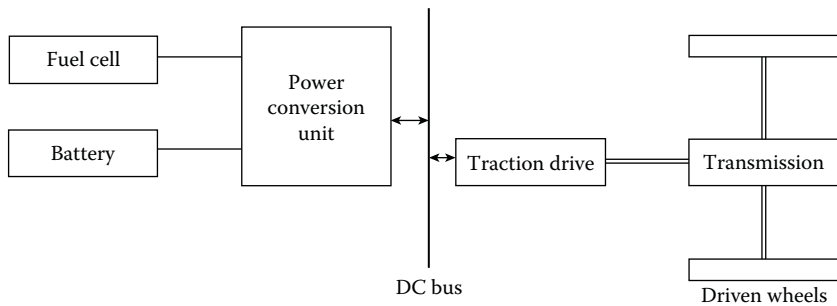 Fuel cell
Battery
Power
conversion
unit
DC bus
Traction drive
Transmission
Driven wheels